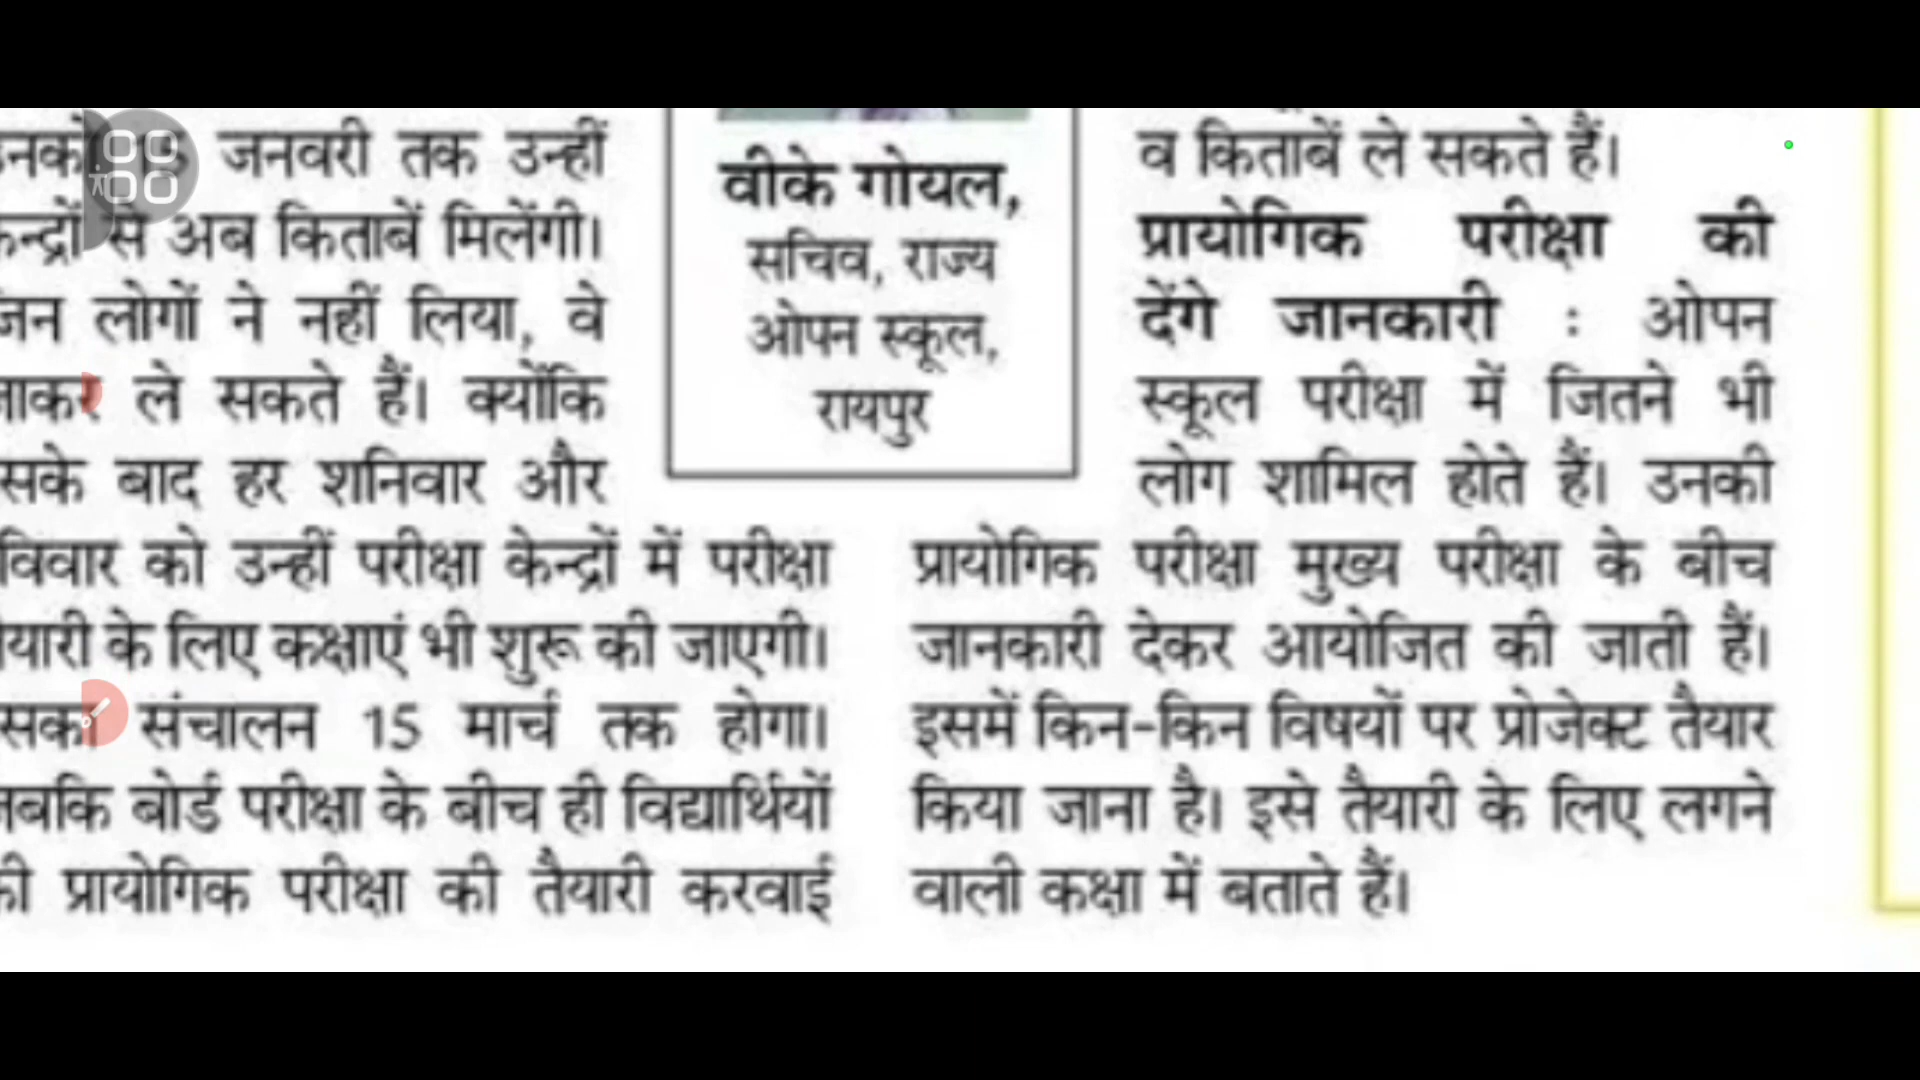 जनवरी तक उन्हीं
से अब किताबें मिलेंगी।
लोगों ने नहीं लिया, वे
ले सकते हैं। क्योंकि
बाद हर शनिवार और
को उन्हीं परीक्षा केन्द्रों में परीक्षा
के लिए कक्षाएं भी शुरू की जाएगी।
संचालन 15 मार्च तक होगा।
बोर्ड परीक्षा के बीच ही विद्यार्थियों
प्रायोगिक परीक्षा की तैयारी करवाई
वीके गोयल,
सचिव, राज्य
ओपन स्कूल,
रायपुर
व किताबें ले सकते हैं।
प्रायोगिक परीक्षा की
देंगे जानकारी : ओपन
स्कूल परीक्षा में जितने भी
लोग शामिल होते हैं। उनकी
प्रायोगिक परीक्षा मुख्य परीक्षा के बीच
जानकारी देकर आयोजित की जाती हैं।
इसमें किन-किन विषयों पर प्रोजेक्ट तैयार
किया जाना है। इसे तैयारी के लिए लगने
वाली कक्षा में बताते हैं।